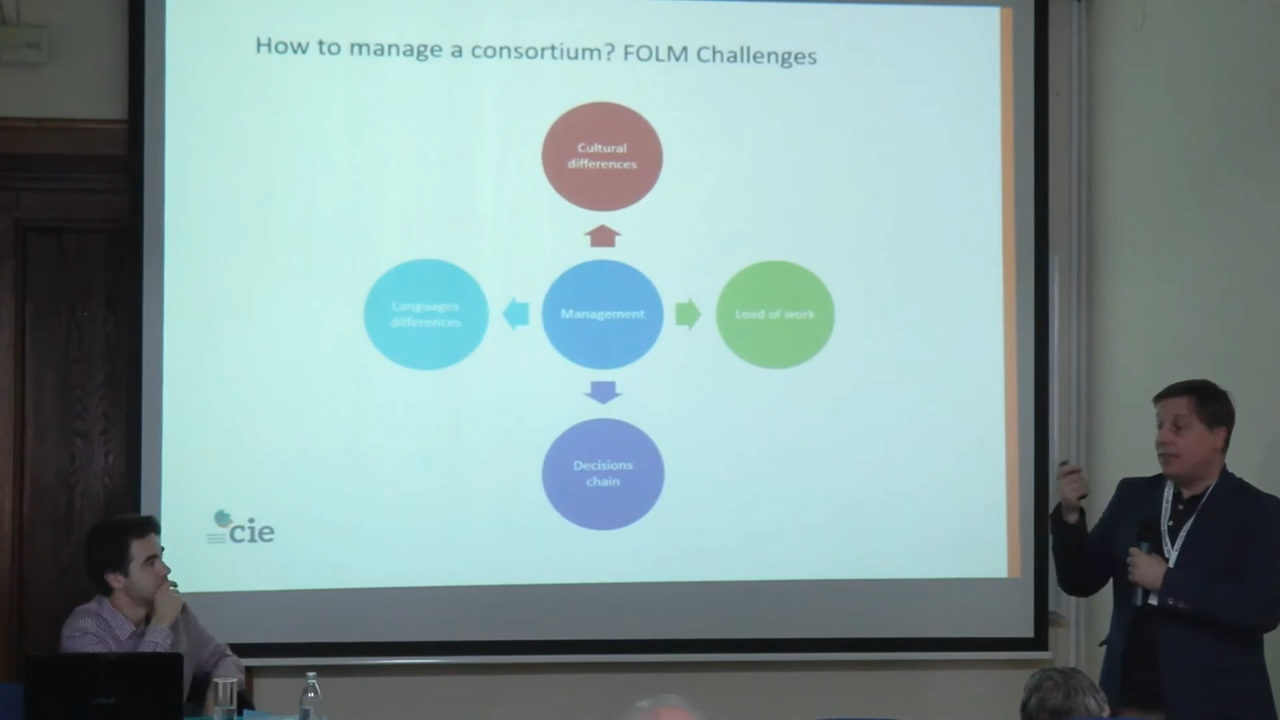 How to manage a consortium? FOLM Challenges
Cultural
differences
Languages
differences
Management
Load of work
Decisions
chain
cie